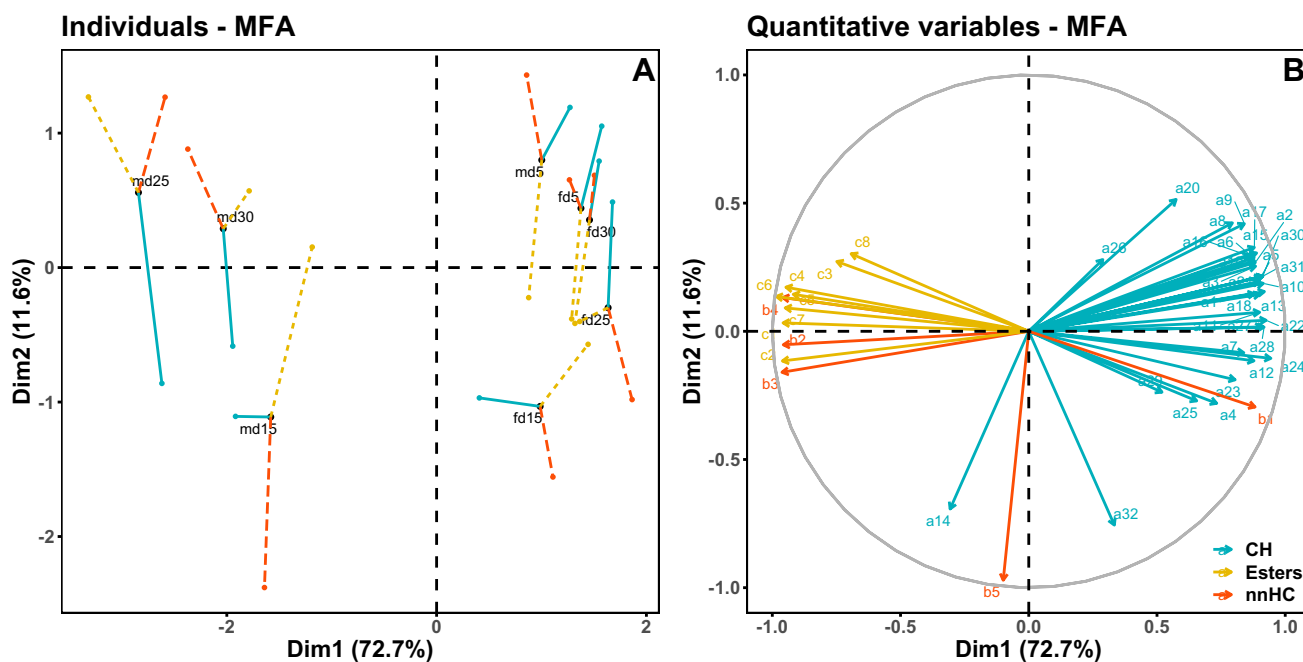 Individuals - MFA
A
1
0
-1
-2
-2
0
2
Dim2 (11.6%)
Dim1 (72.7%)
md25
md30
md15
md5
fd5
fd30
fd25
fd15
Quantitative variables - MFA
B
1.0
0.5
0.0
-0.5
-1.0
-1.0
-0.5
0.0
0.5
1.0
Dim2 (11.6%)
Dim1 (72.7%)
a20
a9
a17
a2
a8
a15
a30
a6
a5
a26
a31
a10
a1
a18
a13
a22
a7
a28
a24
a12
a23
a25
a4
b1
a14
a32
b5
c8
c3
c4
c6
b4
c7
b2
c2
b3
CH
Esters
nnHC